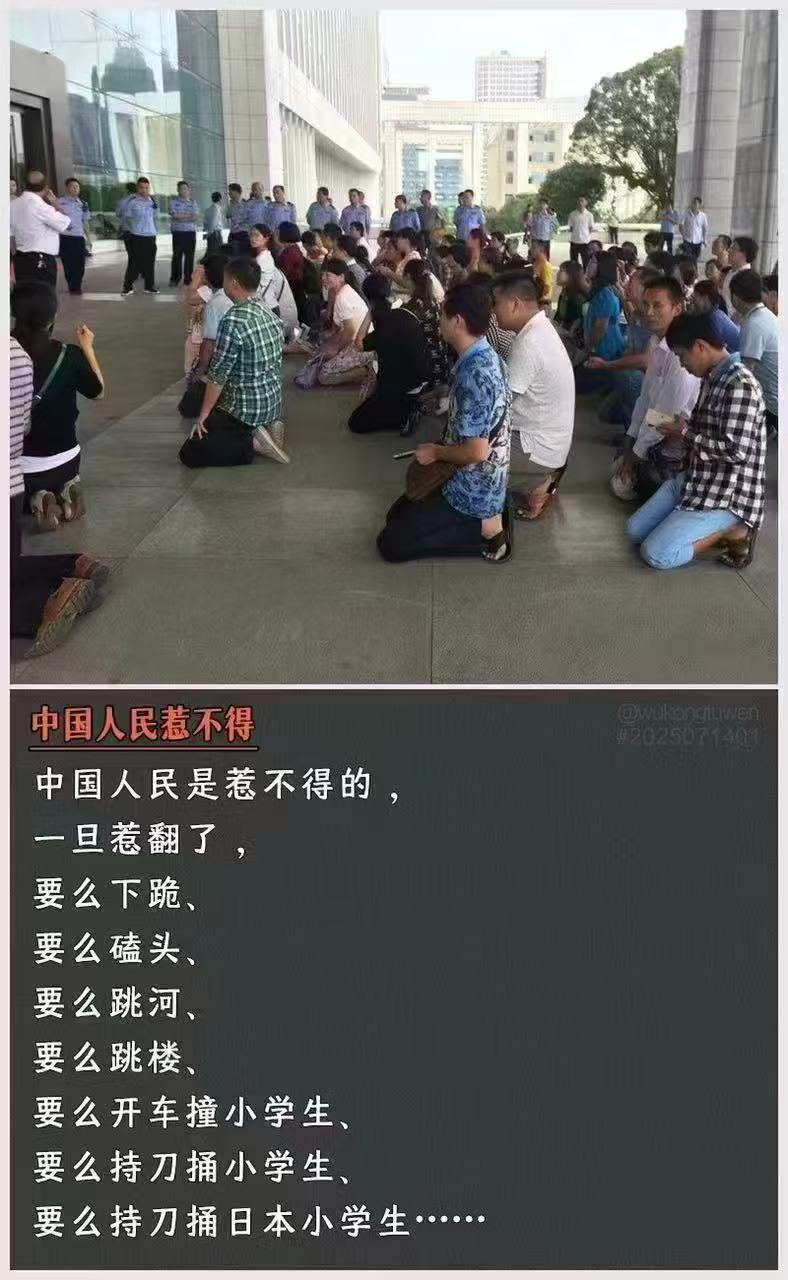 中国人民惹不得
@wukongtuwen
#2025071401
中国人民是惹不得的，
一旦惹翻了，
要么下跪、
要么磕头、
要么跳河、
要么跳楼、
要么开车撞小学生、
要么持刀捅小学生、
要么持刀捅日本小学生……